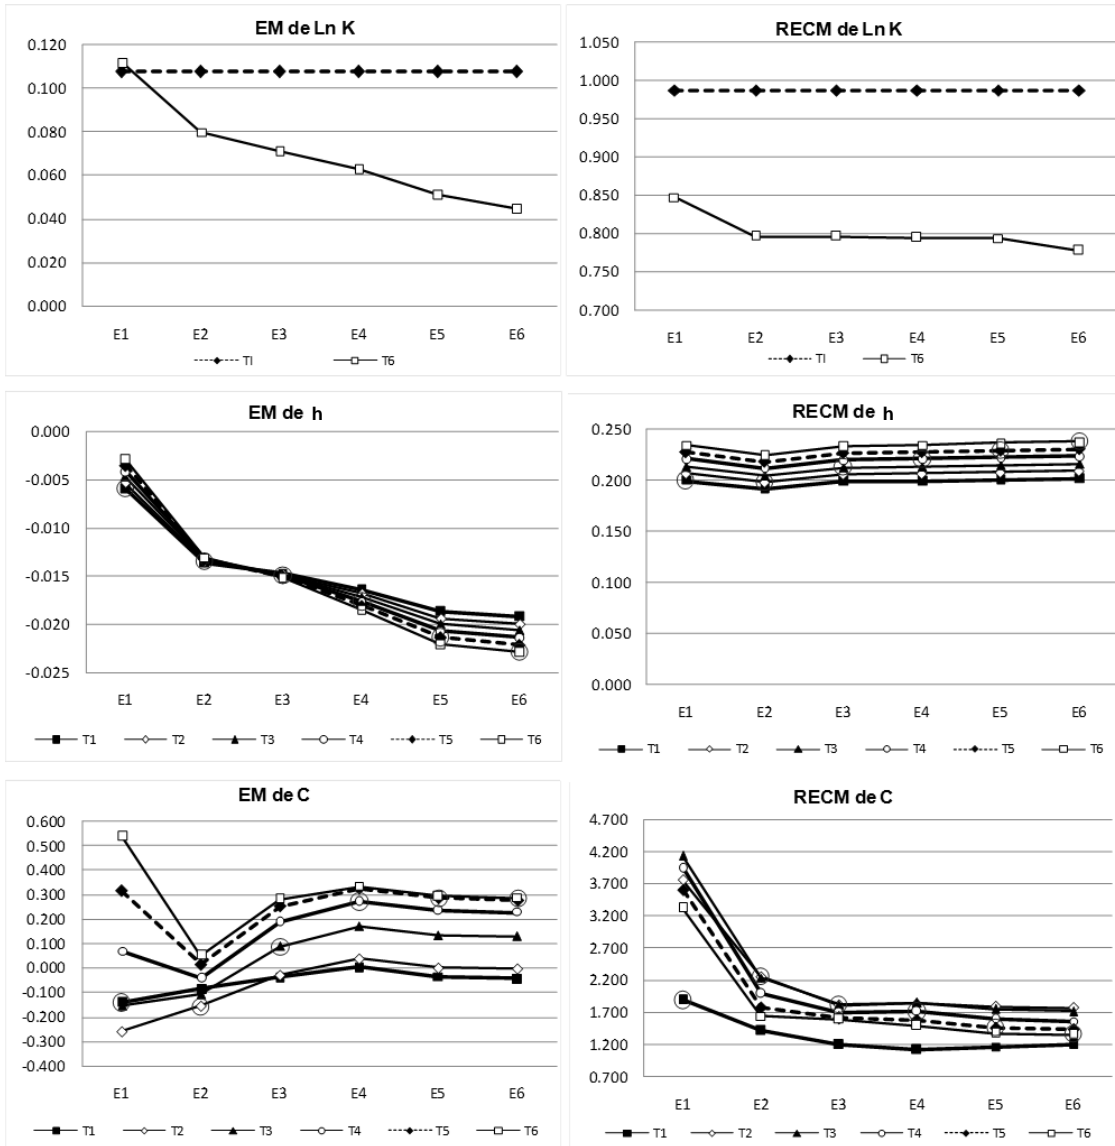 EM de Ln K
0.120
0.100
0.080
0.060
0.040
0.020
0.000
E1 E2 E3 E4 E5 E6
TI T6
RECM de Ln K
1.050
1.000
0.950
0.900
0.850
0.800
0.750
0.700
E1 E2 E3 E4 E5 E6
TI T6
EM de h
0.000
-0.005
-0.010
-0.015
-0.020
-0.025
E1 E2 E3 E4 E5 E6
T1 T2 T3 T4 T5 T6
RECM de h
0.250
0.200
0.150
0.100
0.050
0.000
E1 E2 E3 E4 E5 E6
T1 T2 T3 T4 T5 T6
EM de C
0.600
0.500
0.400
0.300
0.200
0.100
0.000
-0.100
-0.200
-0.300
-0.400
E1 E2 E3 E4 E5 E6
T1 T2 T3 T4 T5 T6
RECM de C
4.700
4.200
3.700
3.200
2.700
2.200
1.700
1.200
0.700
E1 E2 E3 E4 E5 E6
T1 T2 T3 T4 T5 T6